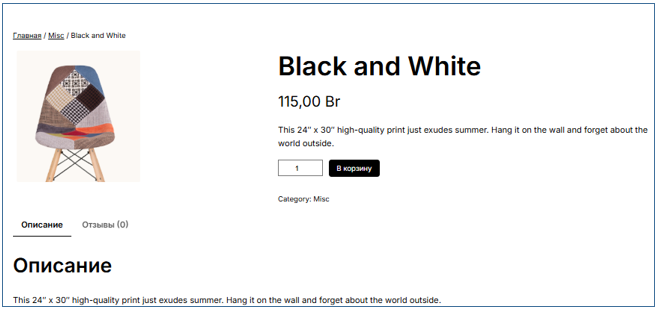 Главная / Misc / Black and White
Black and White
115,00 Br
This 24″ x 30″ high-quality print just exudes summer. Hang it on the wall and forget about the
world outside.
1
В корзину
Category: Misc
Описание
Отзывы (0)
Описание
This 24″ x 30″ high-quality print just exudes summer. Hang it on the wall and forget about the world outside.